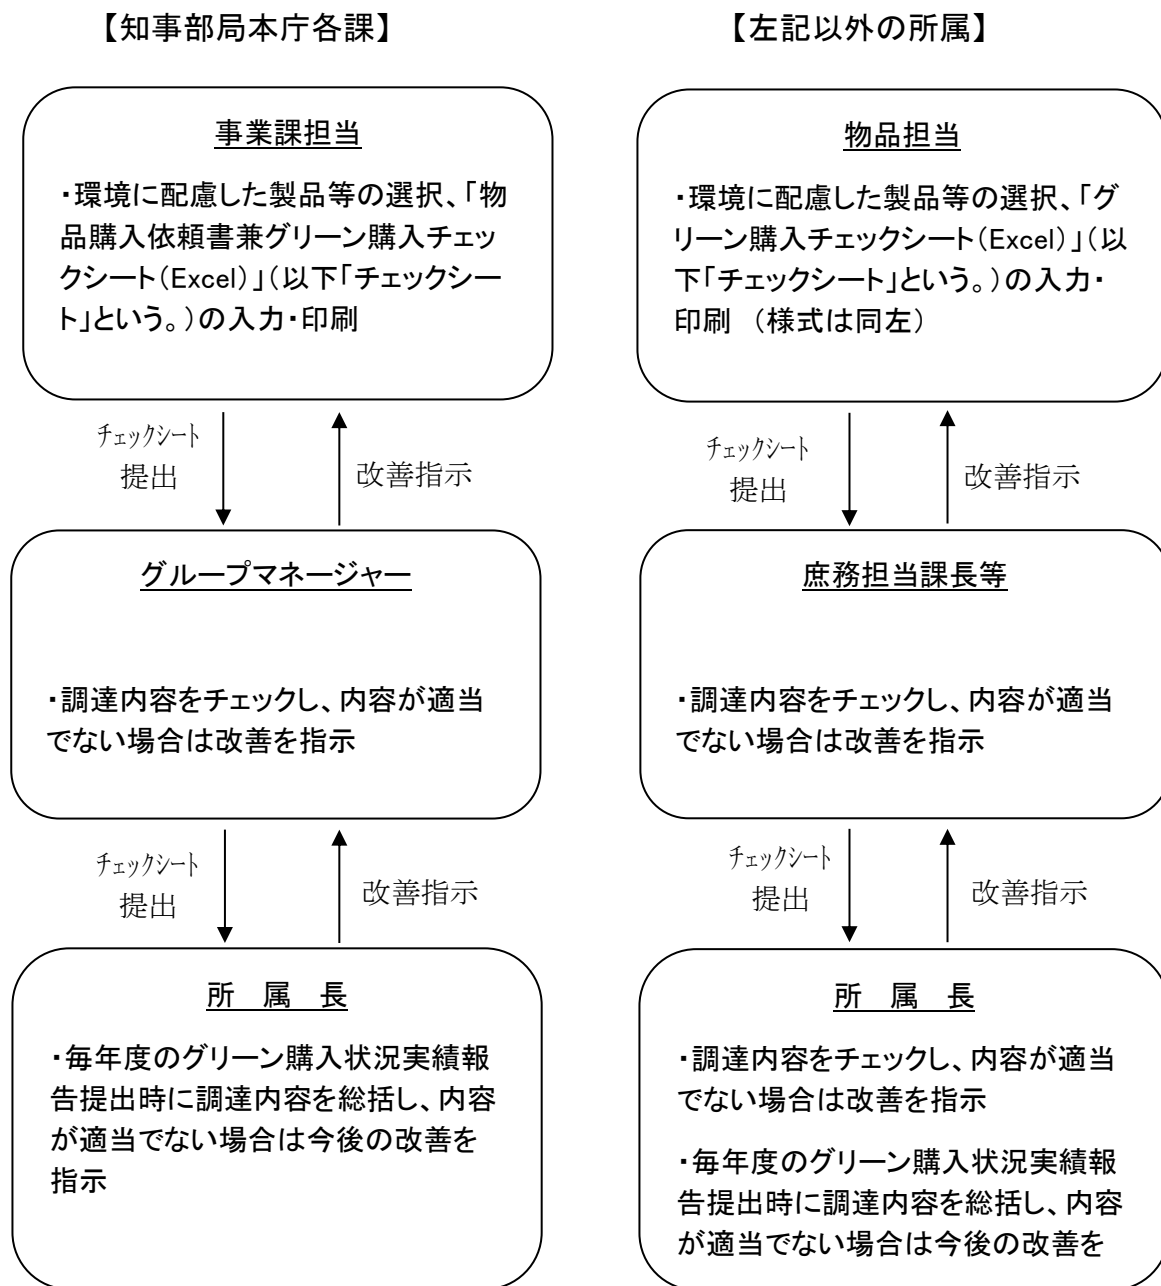 【知事部局本庁各課】
【左記以外の所属】
事業課担当
・環境に配慮した製品等の選択、「物
品購入依頼書兼グリーン購入チェッ
クシート（Excel）」（以下「チェックシー
ト」という。）の入力・印刷
物品担当
・環境に配慮した製品等の選択、「グ
リーン購入チェックシート（Excel）」（以
下「チェックシート」という。）の入力・
印刷　（様式は同左）
チェックシート
提出
改善指示
チェックシート
提出
改善指示
グループマネージャー
・調達内容をチェックし、内容が適当
でない場合は改善を指示
庶務担当課長等
・調達内容をチェックし、内容が適当
でない場合は改善を指示
チェックシート
提出
改善指示
チェックシート
提出
改善指示
所　属　長
・毎年度のグリーン購入状況実績報
告提出時に調達内容を総括し、内容
が適当でない場合は今後の改善を
指示
所　属　長
・調達内容をチェックし、内容が適当
でない場合は改善を指示
・毎年度のグリーン購入状況実績報
告提出時に調達内容を総括し、内容
が適当でない場合は今後の改善を